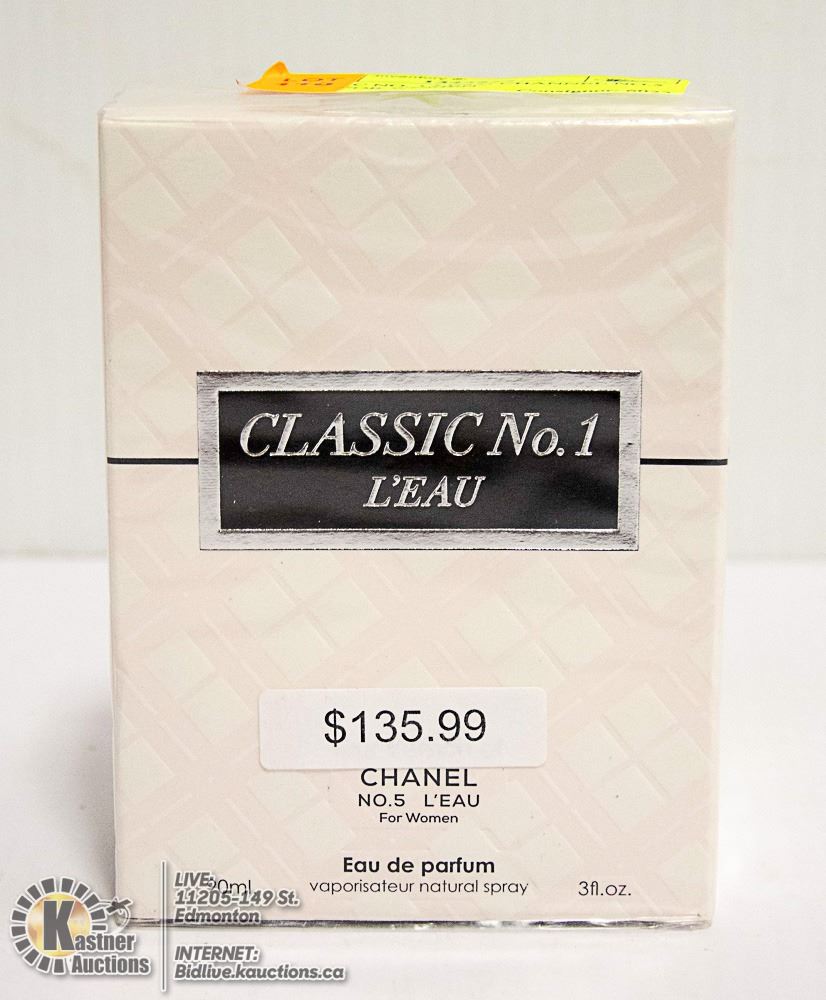 LOT
CLASSIC No. 1
L'EAU
$135.99
CHANEL
NO.5 L'EAU
For Women
Eau de parfum
vaporisateur natural spray
3fl.oz.
LIVE:
11205-149 St.
Edmonton
INTERNET:
Bidlive.kauctions.ca
Kastner
Auctions